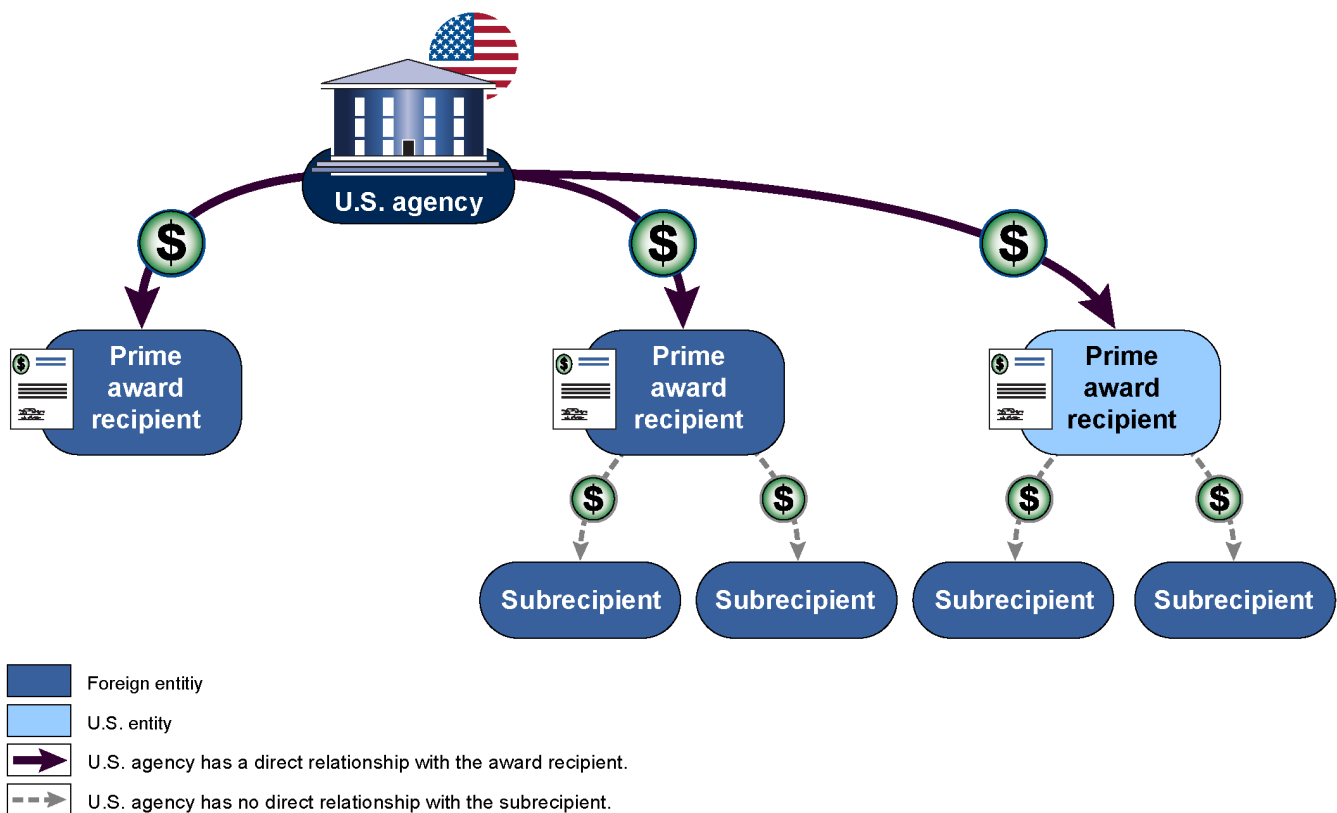 U.S. agency
$
$
$
Prime
award
recipient
$
Prime
award
recipient
$
Prime
award
recipient
$
$
$
$
$
Subrecipient
Subrecipient
Subrecipient
Subrecipient
Foreign entitiy
U.S. entity
U.S. agency has a direct relationship with the award recipient.
U.S. agency has no direct relationship with the subrecipient.